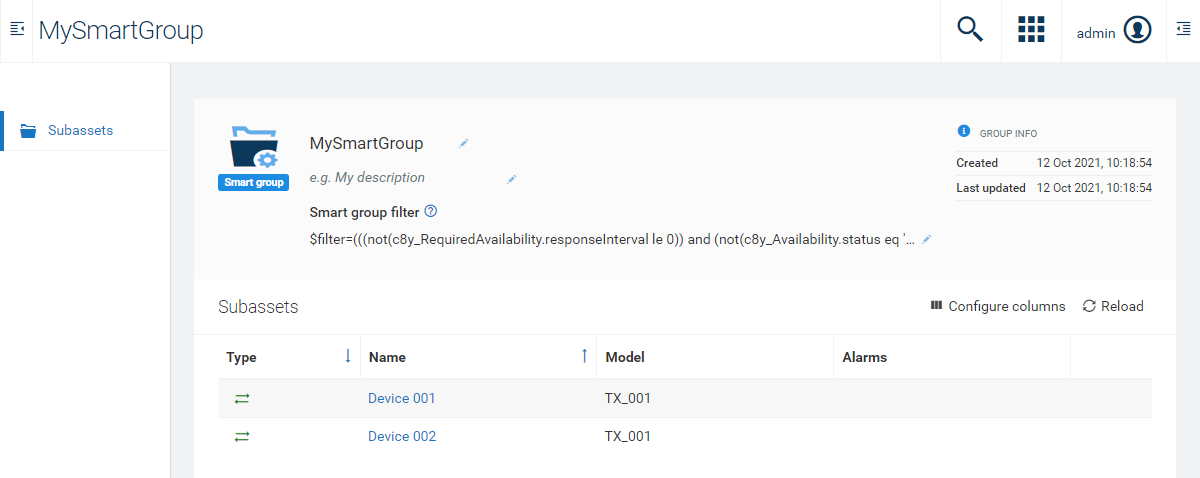 MySmartGroup
admin
Subassets
Smart group
MySmartGroup
e.g. My description
Smart group filter
$filter=(((not(c8y_RequiredAvailability.responseInterval le 0)) and (not(c8y_Availability.status eq '...
GROUP INFO
Created 12 Oct 2021, 10:18:54
Last updated 12 Oct 2021, 10:18:54
Subassets
Configure columns Reload
Type Name Model Alarms
Device 001 TX_001
Device 002 TX_001